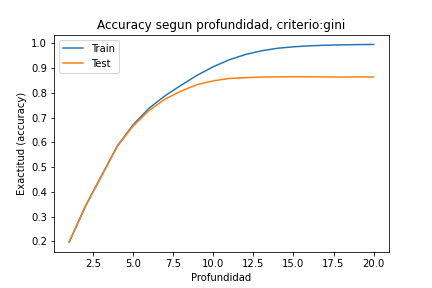 Accuracy segun profundidad, criterio:gini
Train
Test
Exactitud (accuracy)
1.0
0.9
0.8
0.7
0.6
0.5
0.4
0.3
0.2
2.5 5.0 7.5 10.0 12.5 15.0 17.5 20.0
Profundidad